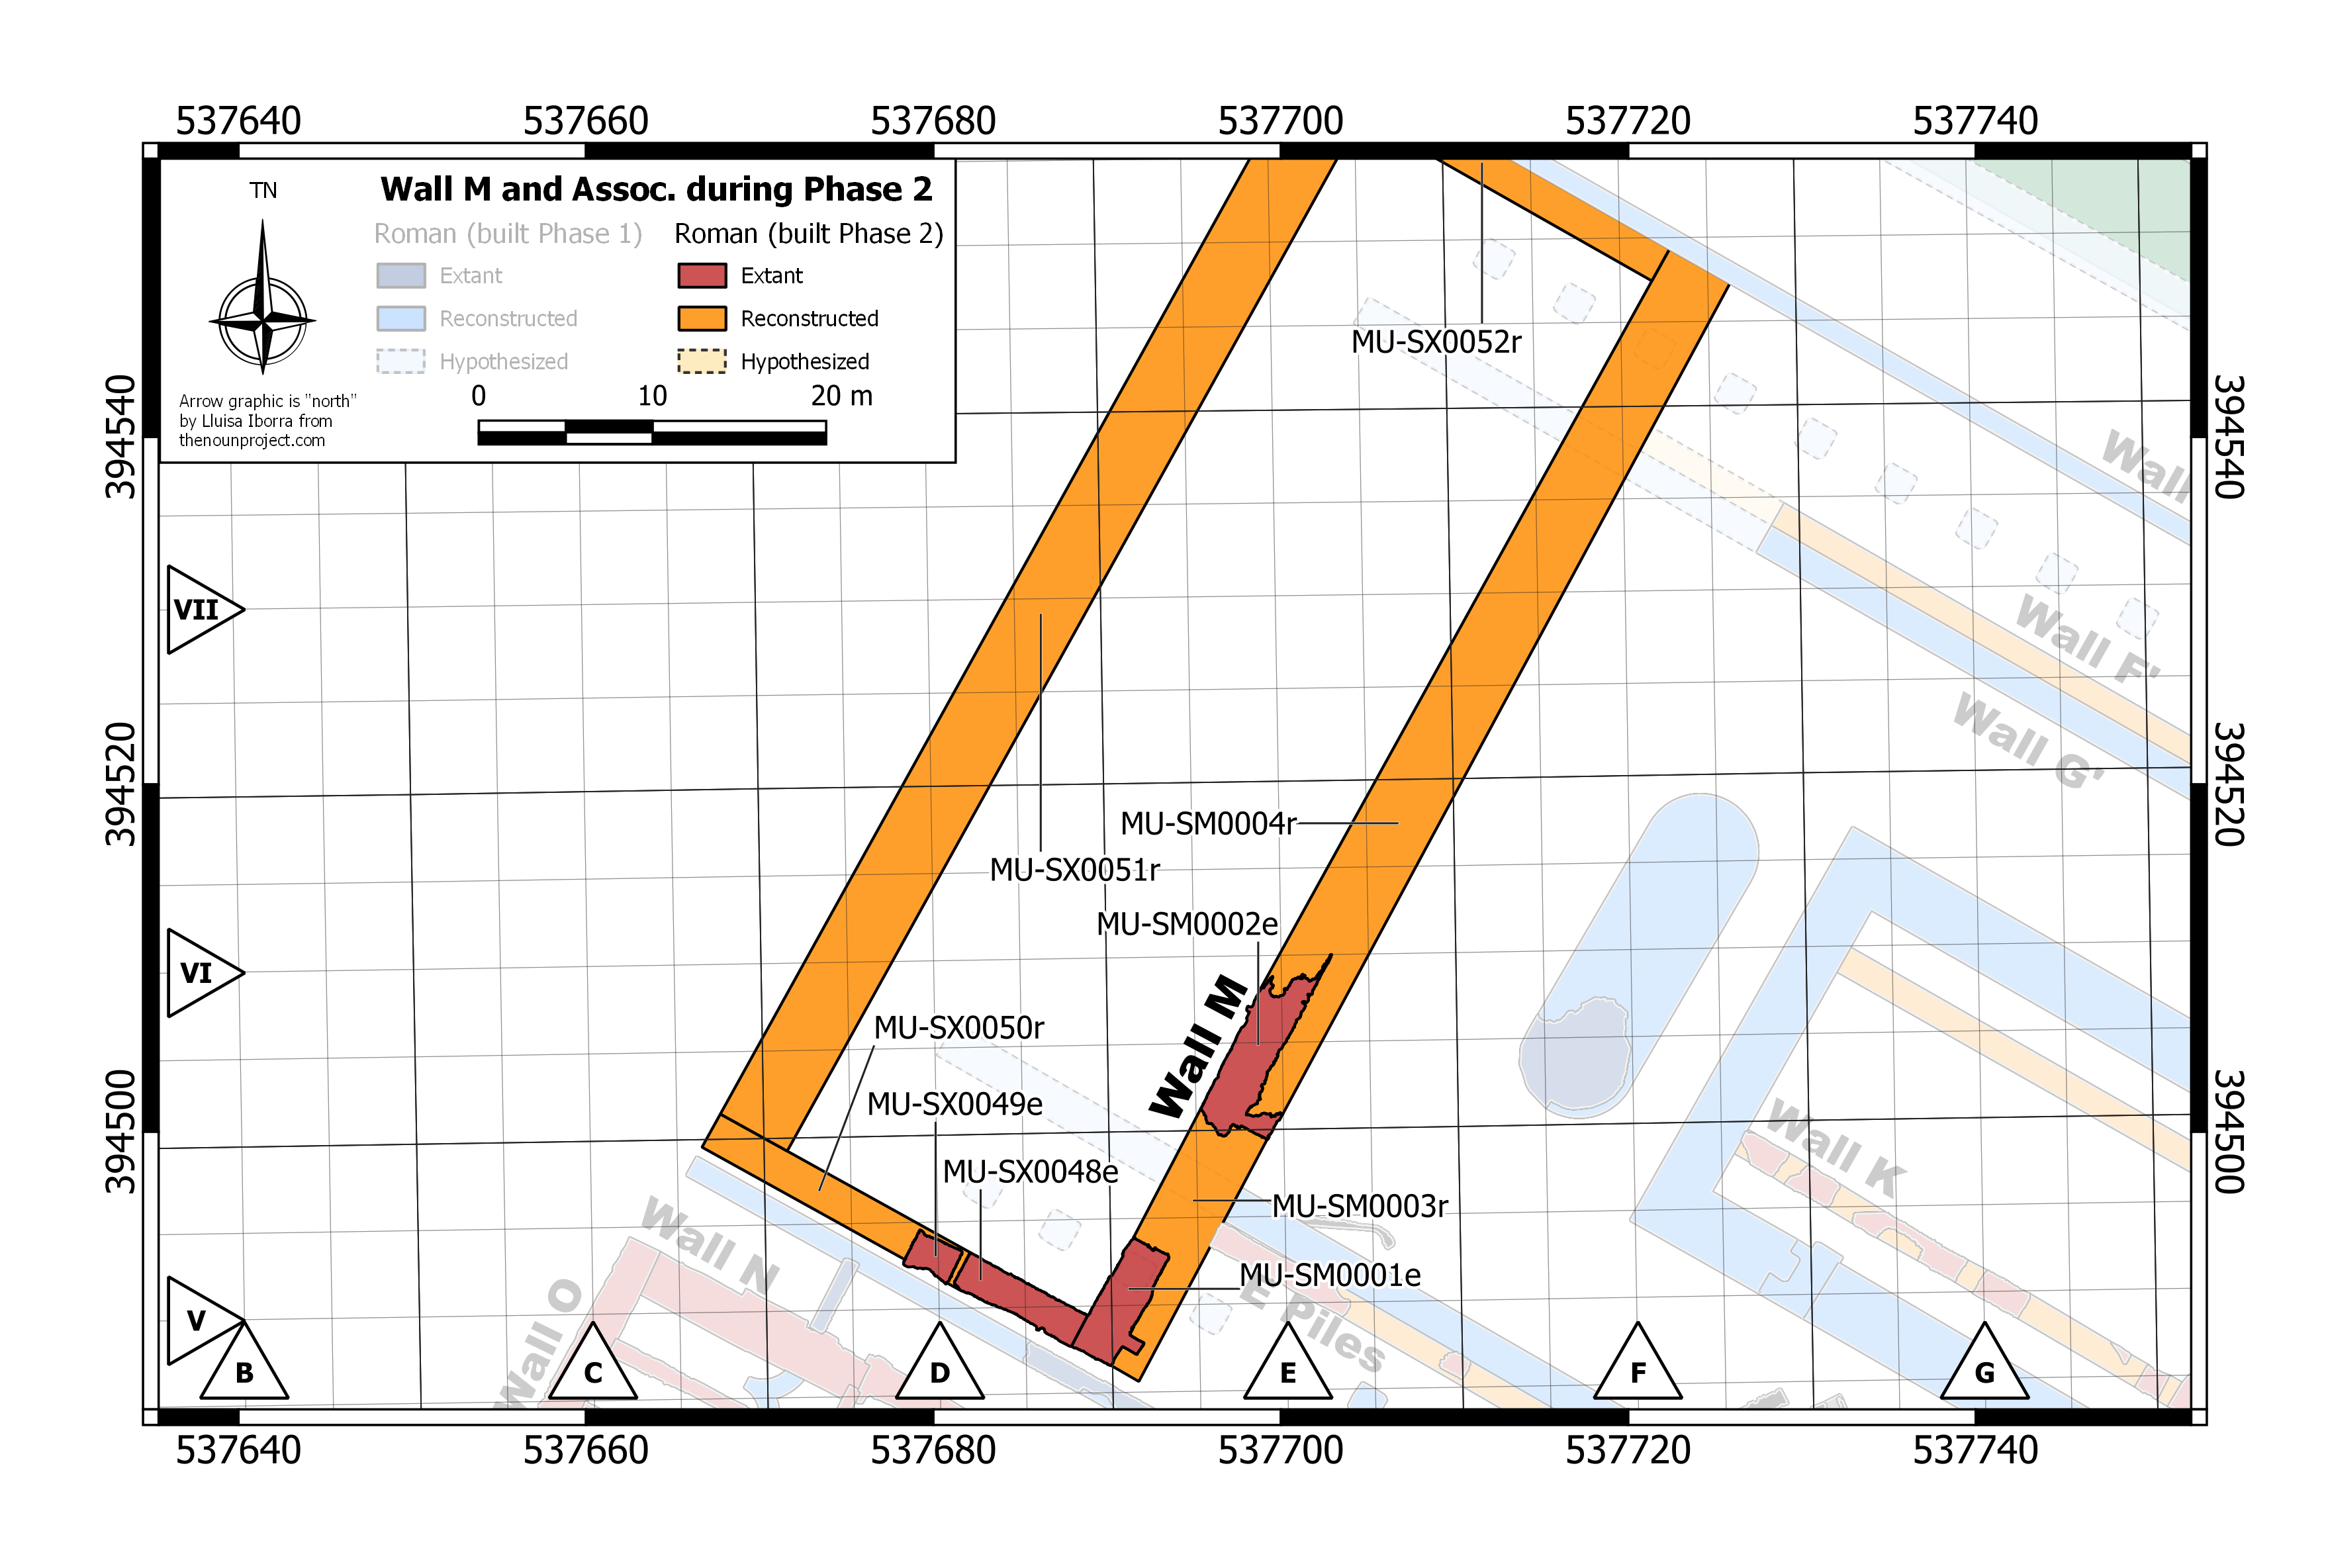 537640 537660 537680 537700 537720 537740
TN
Wall M and Assoc. during Phase 2
Roman (built Phase 1) Roman (built Phase 2)
Extant Extant
Reconstructed Reconstructed
Hypothesized Hypothesized
0 10 20 m
Arrow graphic is "north"
by Lluisa Iborra from
thenounproject.com
MU-SX0052r
394540 394540
Wall
VII
Wall F'
Wall G'
394520 394520
MU-SM0004r
MU-SX0051r
MU-SM0002e
VI
Wall M
MU-SX0050r
MU-SX0049e
394500 394500
Wall K
MU-SX0048e
MU-SM0003r
Wall N
MU-SM0001e
E Piles
Wall O
V
B C D E F G
537640 537660 537680 537700 537720 537740